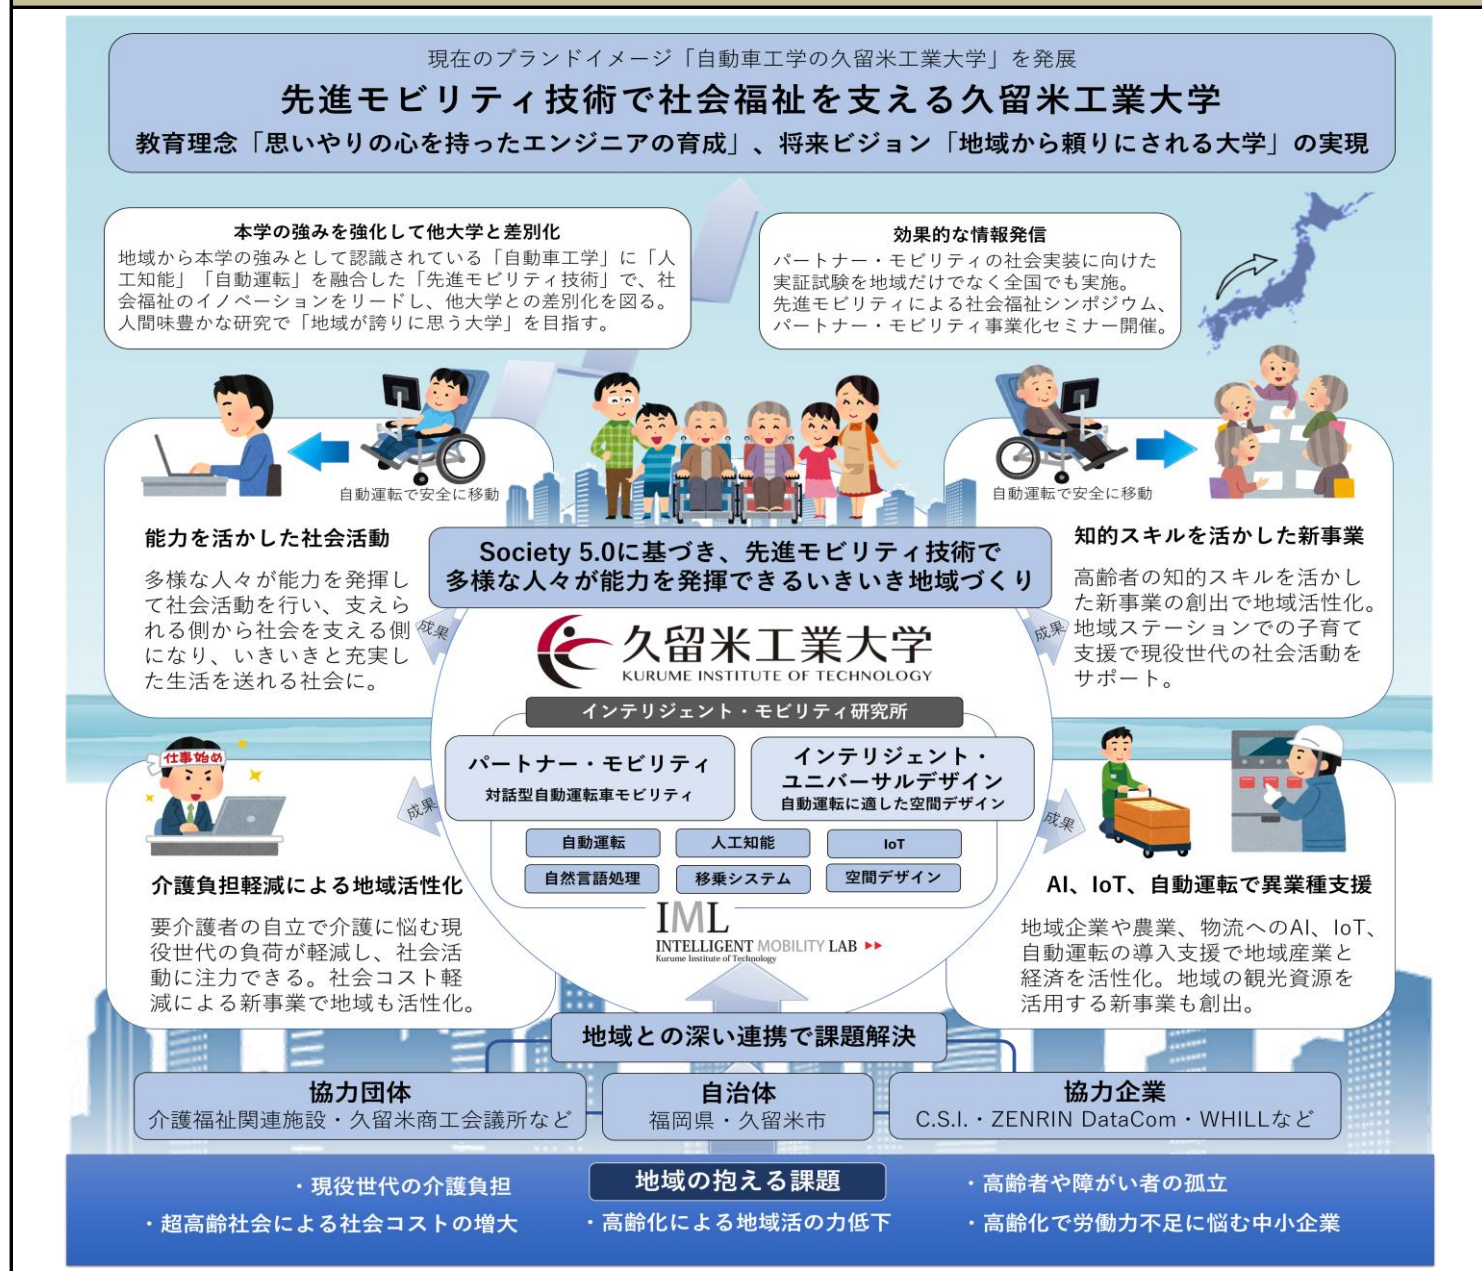 現在のブランドイメージ「自動車工学の久留米工業大学」を発展
先進モビリティ技術で社会福祉を支える久留米工業大学
教育理念「思いやりの心を持ったエンジニアの育成」、将来ビジョン「地域から頼りにされる大学」の実現
本学の強みを強化して他大学と差別化
地域から本学の強みとして認識されている「自動車工学」に「人
工知能」「自動運転」を融合した「先進モビリティ技術」で、社
会福祉のイノベーションをリードし、他大学との差別化を図る。
人間味豊かな研究で「地域が誇りに思う大学」を目指す。
効果的な情報発信
パートナー・モビリティの社会実装に向けた
実証試験を地域だけでなく全国でも実施。
先進モビリティによる社会福祉シンポジウム、
パートナー・モビリティ事業化セミナー開催。
自動運転で安全に移動
能力を活かした社会活動
多様な人々が能力を発揮し
て社会活動を行い、支えら
れる側から社会を支える側
になり、いきいきと充実し
た生活を送れる社会に。
成果
自動運転で安全に移動
知的スキルを活かした新事業
高齢者の知的スキルを活かし
た新事業の創出で地域活性化。
地域ステーションでの子育て
支援で現役世代の社会活動を
サポート。
成果
Society 5.0に基づき、先進モビリティ技術で
多様な人々が能力を発揮できるいきいき地域づくり
久留米工業大学
KURUME INSTITUTE OF TECHNOLOGY
インテリジェント・モビリティ研究所
パートナー・モビリティ
対話型自動運転車モビリティ
インテリジェント・
ユニバーサルデザイン
自動運転に適した空間デザイン
自動運転
人工知能
IoT
自然言語処理
移乗システム
空間デザイン
IML
INTELLIGENT MOBILITY LAB
Kurume Institute of Technology
仕事始め
成果
介護負担軽減による地域活性化
要介護者の自立で介護に悩む現
役世代の負荷が軽減し、社会活
動に注力できる。社会コスト軽
減による新事業で地域も活性化。
成果
AI、IoT、自動運転で異業種支援
地域企業や農業、物流へのAI、IoT、
自動運転の導入支援で地域産業と
経済を活性化。地域の観光資源を
活用する新事業も創出。
地域との深い連携で課題解決
協力団体
介護福祉関連施設・久留米商工会議所など
自治体
福岡県・久留米市
協力企業
C.S.I.・ZENRIN DataCom・WHILLなど
地域の抱える課題
・現役世代の介護負担
・高齢者や障がい者の孤立
・超高齢社会による社会コストの増大
・高齢化による地域活の力低下
・高齢化で労働力不足に悩む中小企業